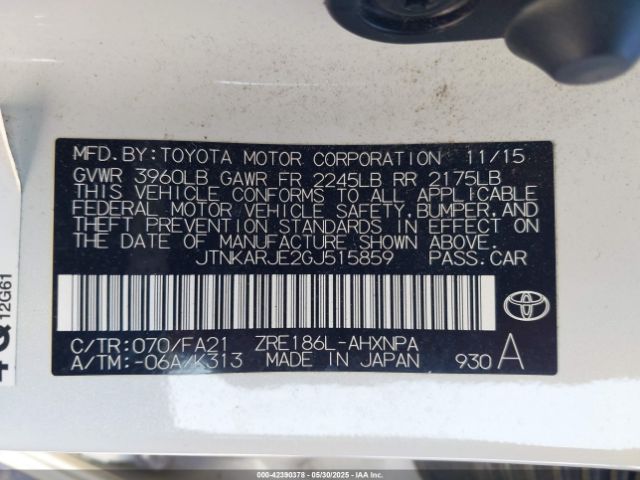 MFD. BY: TOYOTA MOTOR CORPORATION 11/15
GVWR 3960LB GAWR FR 2245LB RR 2175LB
THIS VEHICLE CONFORMS TO ALL APPLICABLE
FEDERAL MOTOR VEHICLE SAFETY, BUMPER, AND
THEFT PREVENTION STANDARDS IN EFFECT ON
THE DATE OF MANUFACTURE SHOWN ABOVE.
JTNKARJE2GJ515859 PASS.CAR
C/TR:070/FA21 ZRE186L-AHXNPA
A/TM:-06A/K313 MADE IN JAPAN 930 A
12G61
000-42390378 - 05/30/2025 - IAAI. Copart